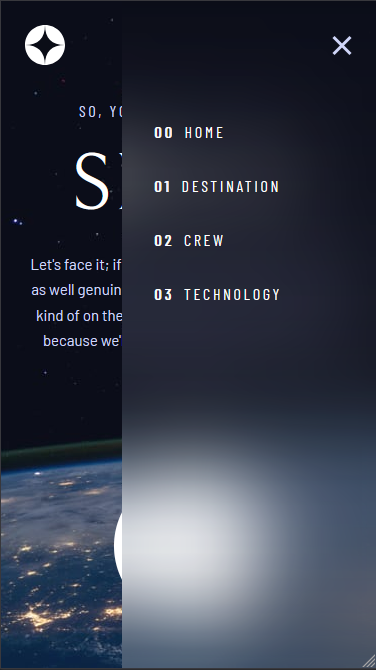 SO, YO
S
00 HOME
01 DESTINATION
02 CREW
03 TECHNOLOGY
Let's face it; if
as well genuin
kind of on the
because we'